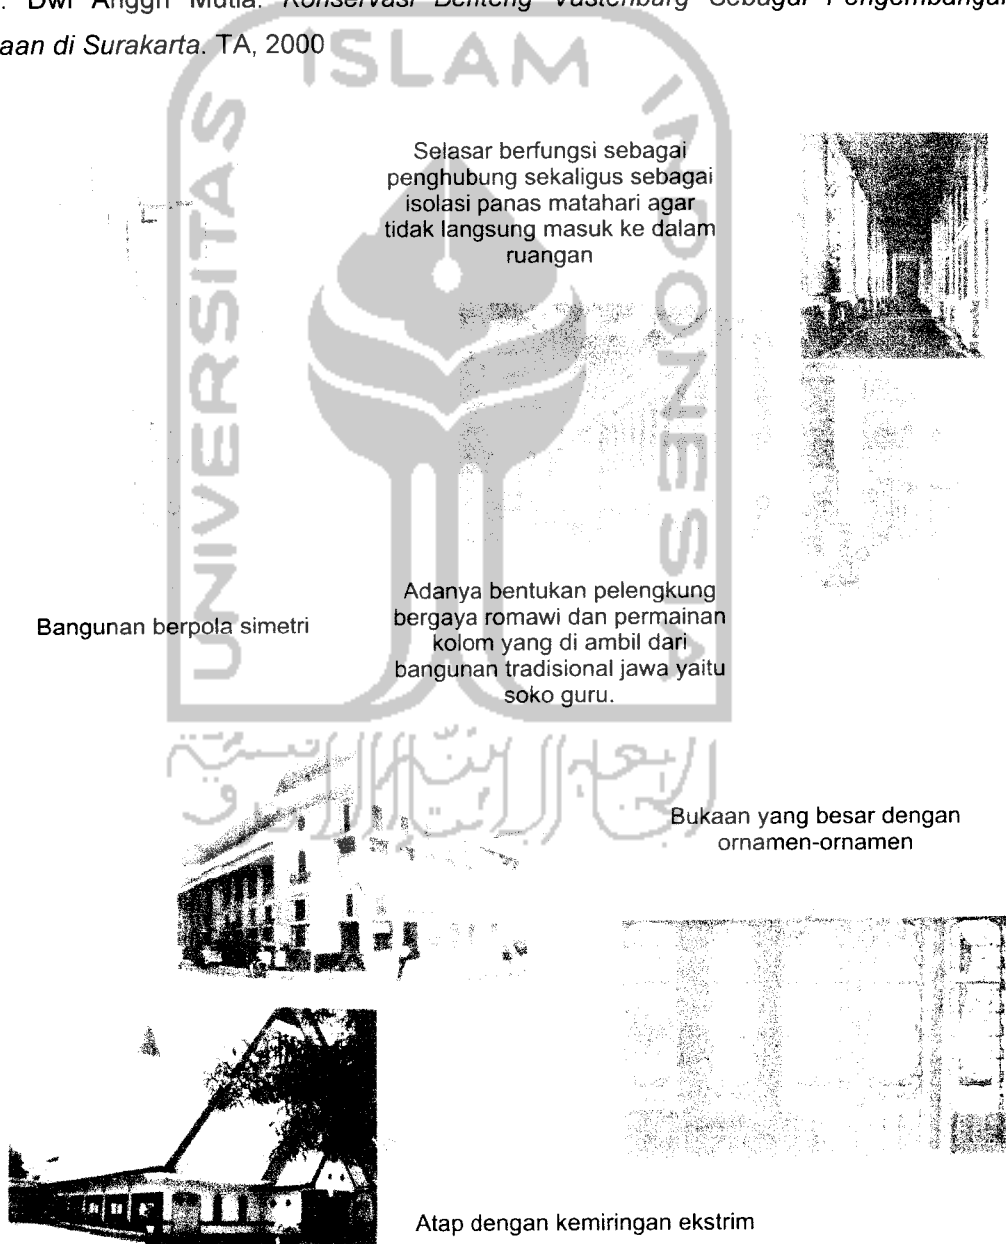 . Dwi Anggri Mutia. Konservasi Benteng Vastenburg Sebagai Pengembangan
aan di Surakarta. TA, 2000
ISLAM
UNIVERSITAS
INDONESIA
Selasar berfungsi sebagai
penghubung sekaligus sebagai
isolasi panas matahari agar
tidak langsung masuk ke dalam
ruangan
Bangunan berpola simetri
Adanya bentukan pelengkung
bergaya romawi dan permainan
kolom yang di ambil dari
bangunan tradisional jawa yaitu
soko guru.
Bukaan yang besar dengan
ornamen-ornamen
Atap dengan kemiringan ekstrim